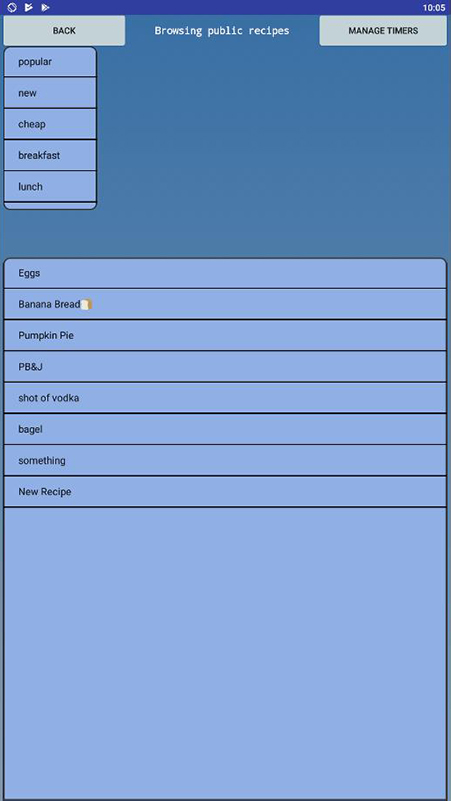 10:05
BACK
Browsing public recipes
MANAGE TIMERS
popular
new
cheap
breakfast
lunch
Eggs
Banana Bread🍞
Pumpkin Pie
PB&J
shot of vodka
bagel
something
New Recipe